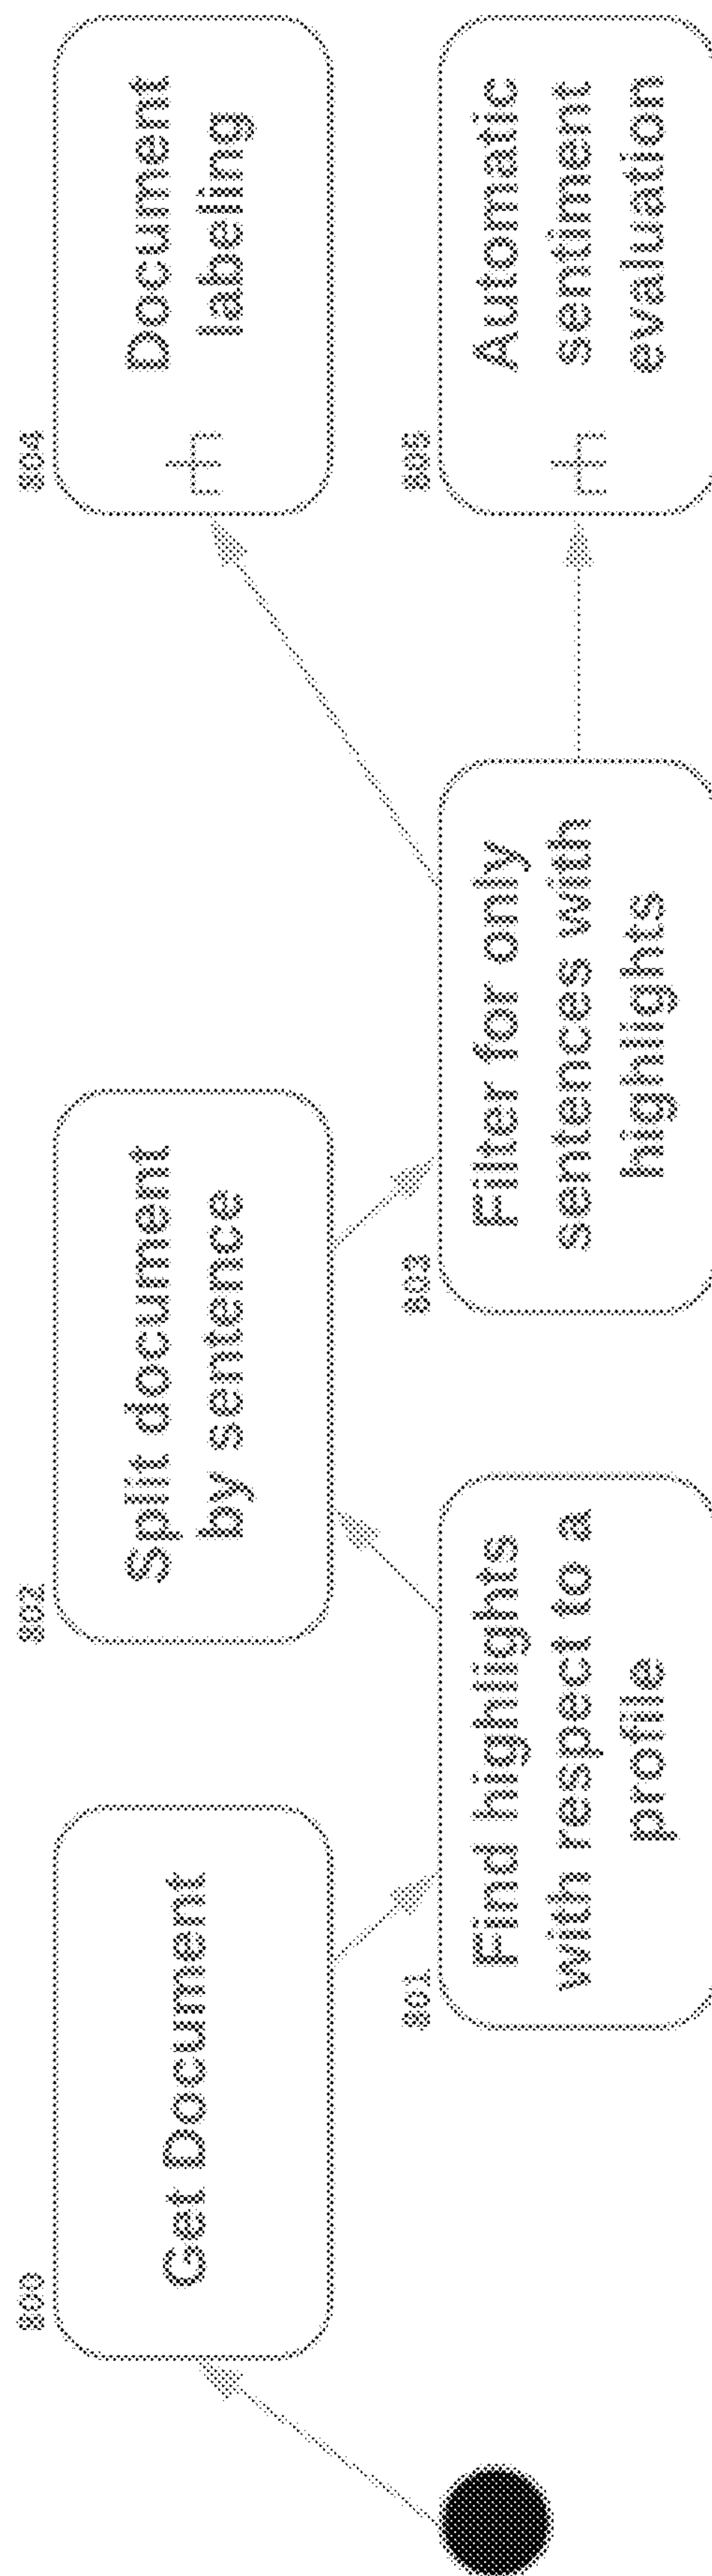 800
Get Document
801
Find highlights
with respect to a
profile
802
Split document
by sentence
803
Filter for only
sentences with
highlights
804
Document
labeling
805
Automatic
sentiment
evaluation